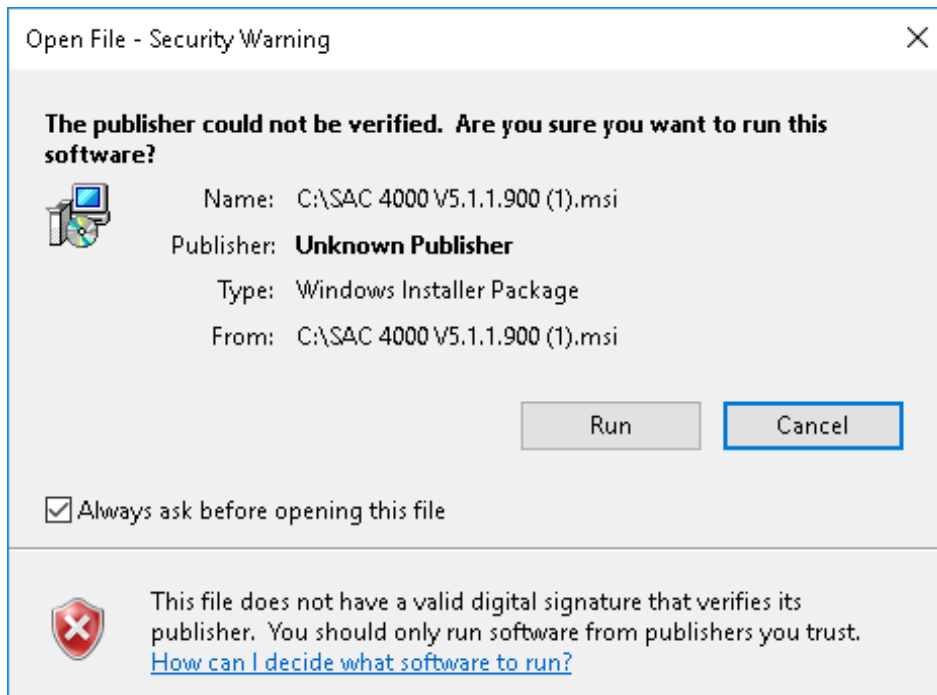 Open File - Security Warning
The publisher could not be verified.  Are you sure you want to run this
software?
Name: C:\SAC 4000 V5.1.1.900 (1).msi
Publisher: Unknown Publisher
Type: Windows Installer Package
From: C:\SAC 4000 V5.1.1.900 (1).msi
Run Cancel
Always ask before opening this file
This file does not have a valid digital signature that verifies its
publisher.  You should only run software from publishers you trust.
How can I decide what software to run?